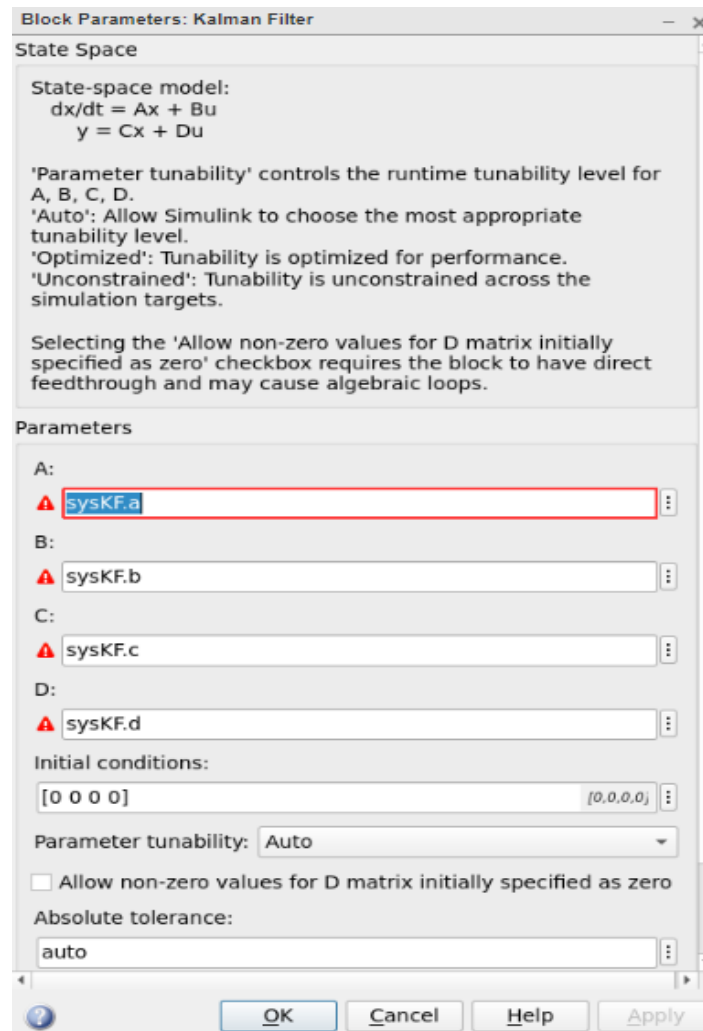 Block Parameters: Kalman Filter
State Space
State-space model:
dx/dt = Ax + Bu
y = Cx + Du
'Parameter tunability' controls the runtime tunability level for
A, B, C, D.
'Auto': Allow Simulink to choose the most appropriate
tunability level.
'Optimized': Tunability is optimized for performance.
'Unconstrained': Tunability is unconstrained across the
simulation targets.
Selecting the 'Allow non-zero values for D matrix initially
specified as zero' checkbox requires the block to have direct
feedthrough and may cause algebraic loops.
Parameters
A:
sysKF.a
B:
sysKF.b
C:
sysKF.c
D:
sysKF.d
Initial conditions:
[0 0 0 0] [0,0,0,0]
Parameter tunability: Auto
Allow non-zero values for D matrix initially specified as zero
Absolute tolerance:
auto
OK Cancel Help Apply